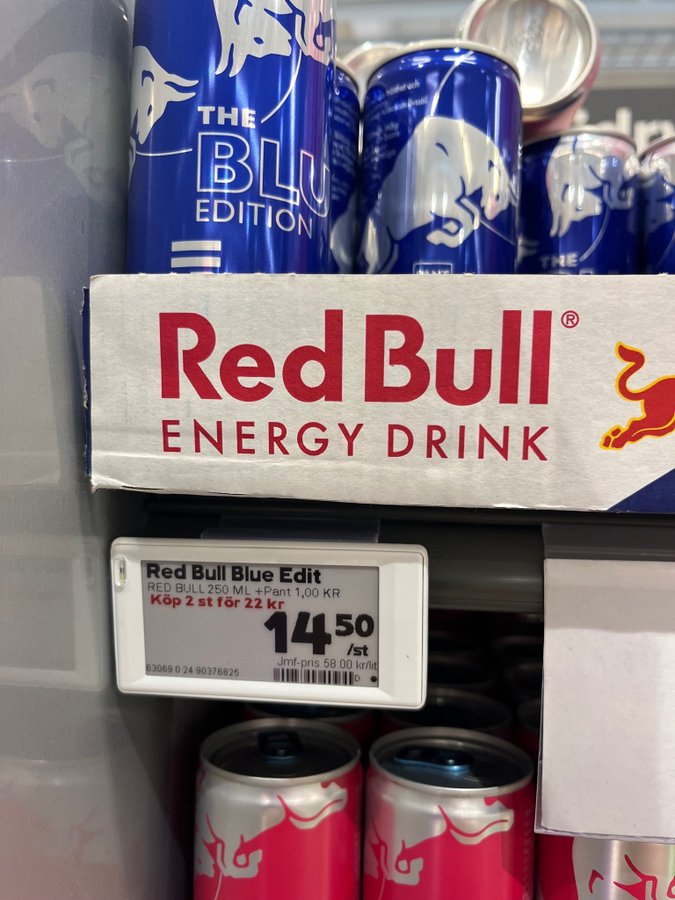 THE
BLU
EDITION
THE
Red Bull®
ENERGY DRINK
Red Bull Blue Edit
RED BULL 250 ML +Pant 1,00 KR
Köp 2 st för 22 kr
14 50
/st
Jmf-pris 58.00 kr/lit
63069 0 24 90376825
D